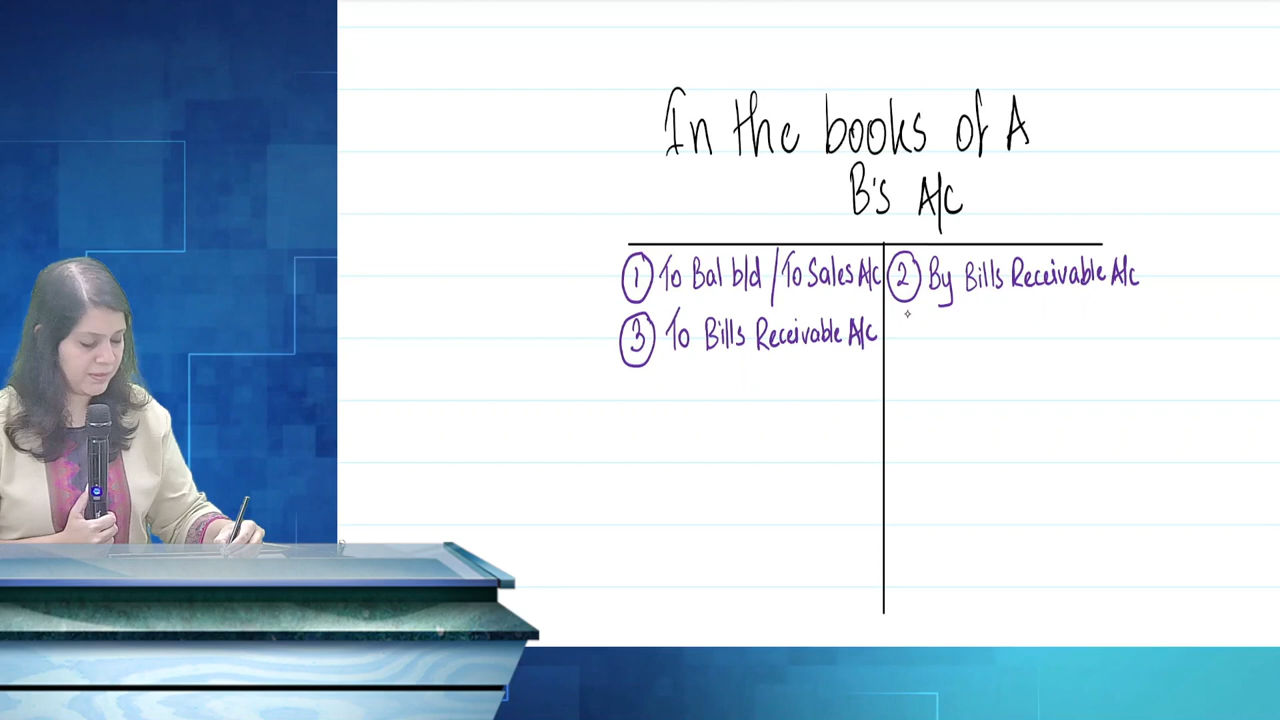 In the books of A
B's A/c
① To Bal b/d / To Sales A/c ② By Bills Receivable A/c
③ To Bills Receivable A/c